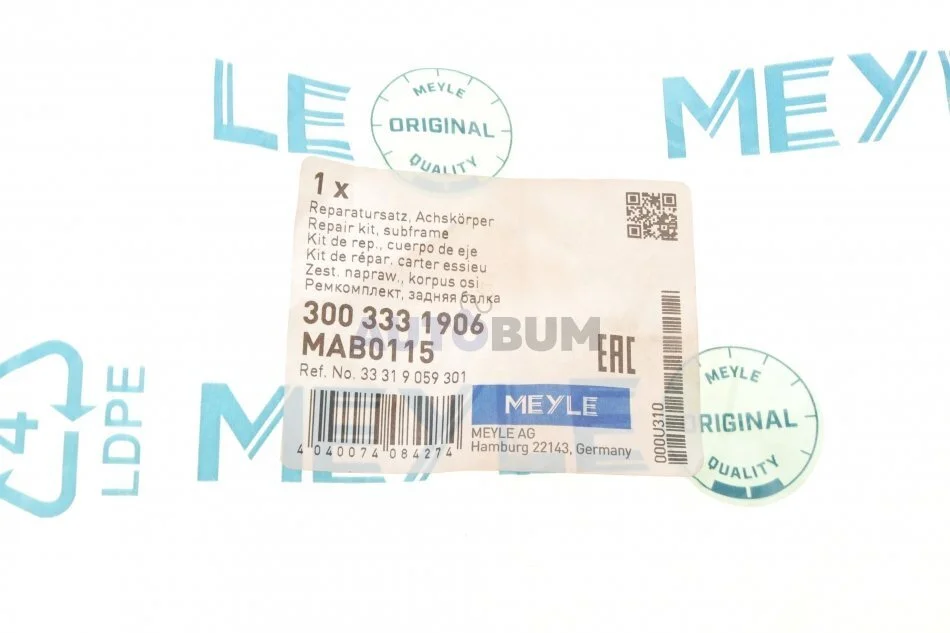 LE
MEYLE
ORIGINAL
QUALITY
MEY
1 x
Reparatursatz, Achskörper
Repair kit, subframe
Kit de rep., cuerpo de eje
Kit de répar. carter essieu
Zest. napraw., korpus osi
Ремкомплект, задняя балка
300 333 1906
AUTOBUM
MAB0115
EAC
Ref. No. 33 31 9 059 301
MEYLE
MEYLE AG
Hamburg 22143, Germany
4 040074 084274
000U310
MEYLE
ORIGINAL
QUALITY
4
LDPE
MEYLE